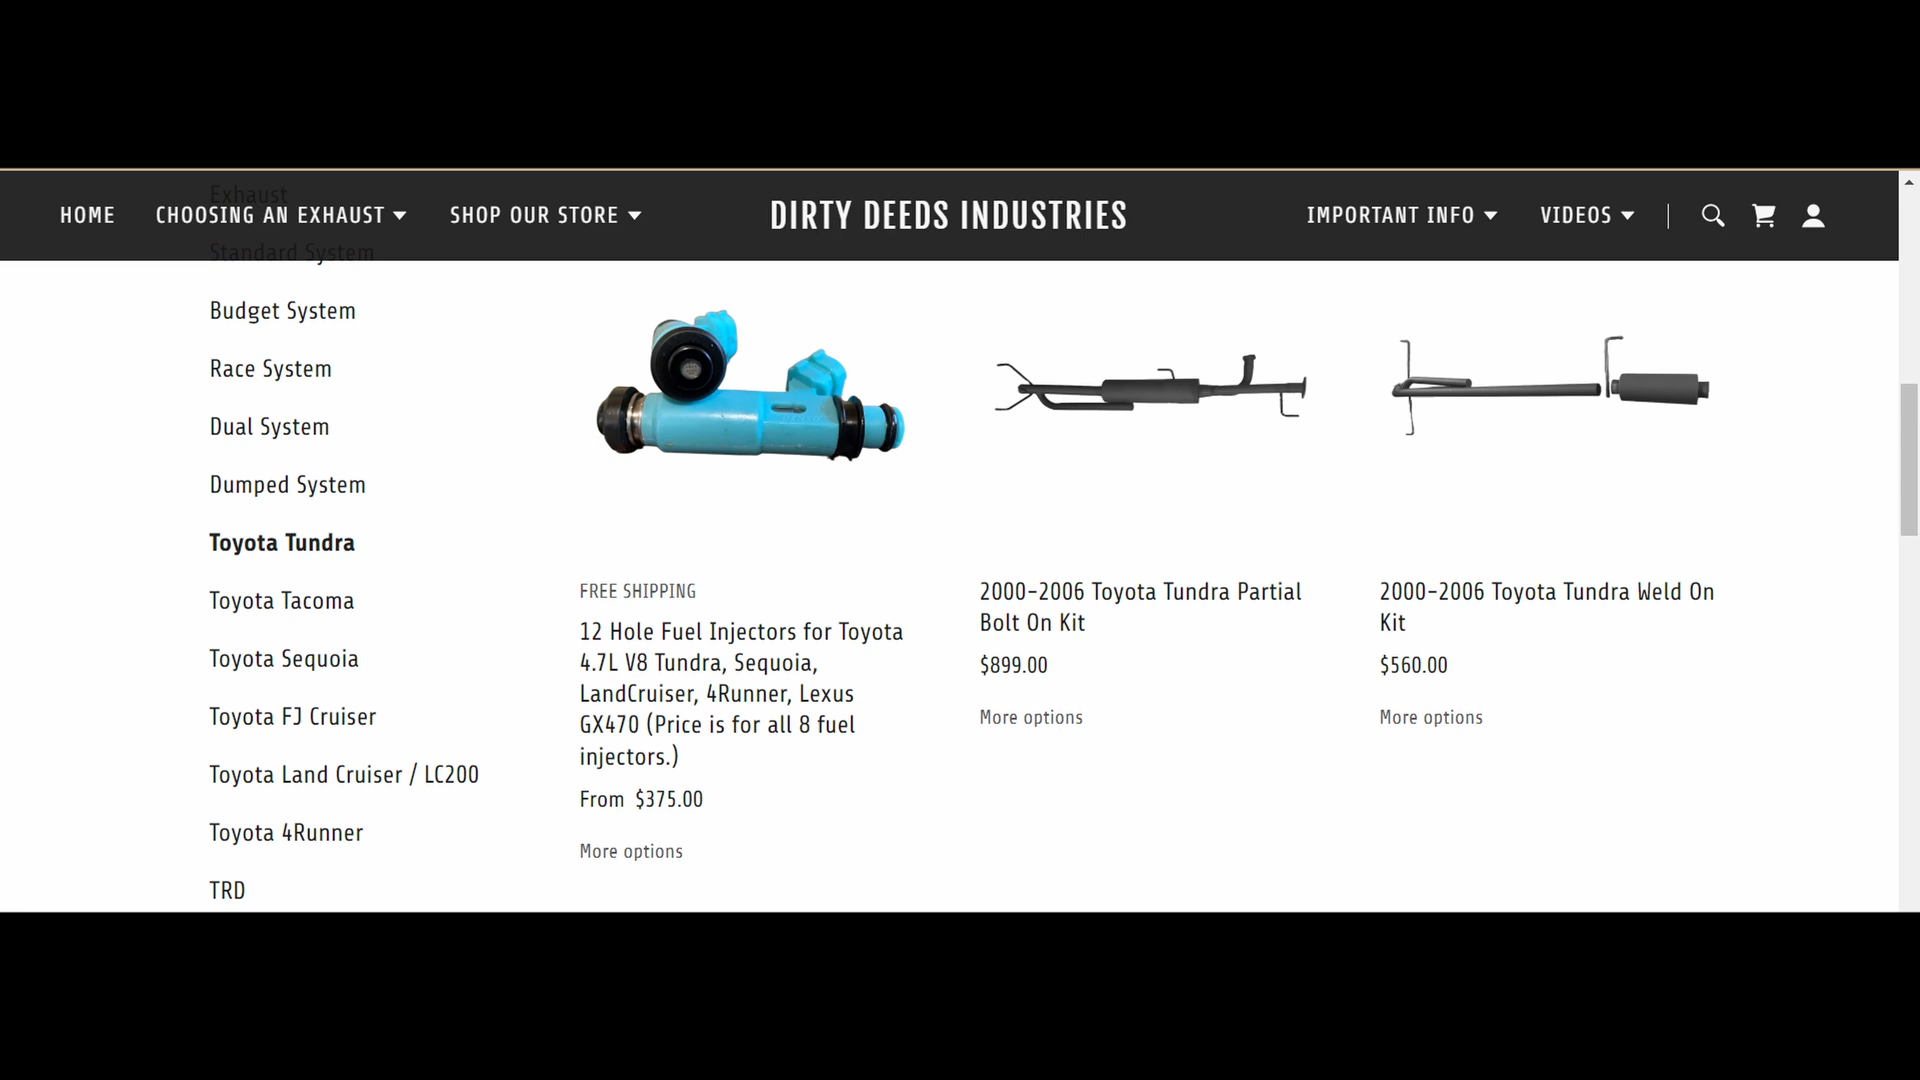 Exhaust
HOME
CHOOSING AN EXHAUST
SHOP OUR STORE
DIRTY DEEDS INDUSTRIES
IMPORTANT INFO
VIDEOS
Standard System
Budget System
Race System
Dual System
Dumped System
Toyota Tundra
Toyota Tacoma
Toyota Sequoia
Toyota FJ Cruiser
Toyota Land Cruiser / LC200
Toyota 4Runner
TRD
FREE SHIPPING
12 Hole Fuel Injectors for Toyota
4.7L V8 Tundra, Sequoia,
LandCruiser, 4Runner, Lexus
GX470 (Price is for all 8 fuel
injectors.)
From $375.00
More options
2000-2006 Toyota Tundra Partial
Bolt On Kit
$899.00
More options
2000-2006 Toyota Tundra Weld On
Kit
$560.00
More options